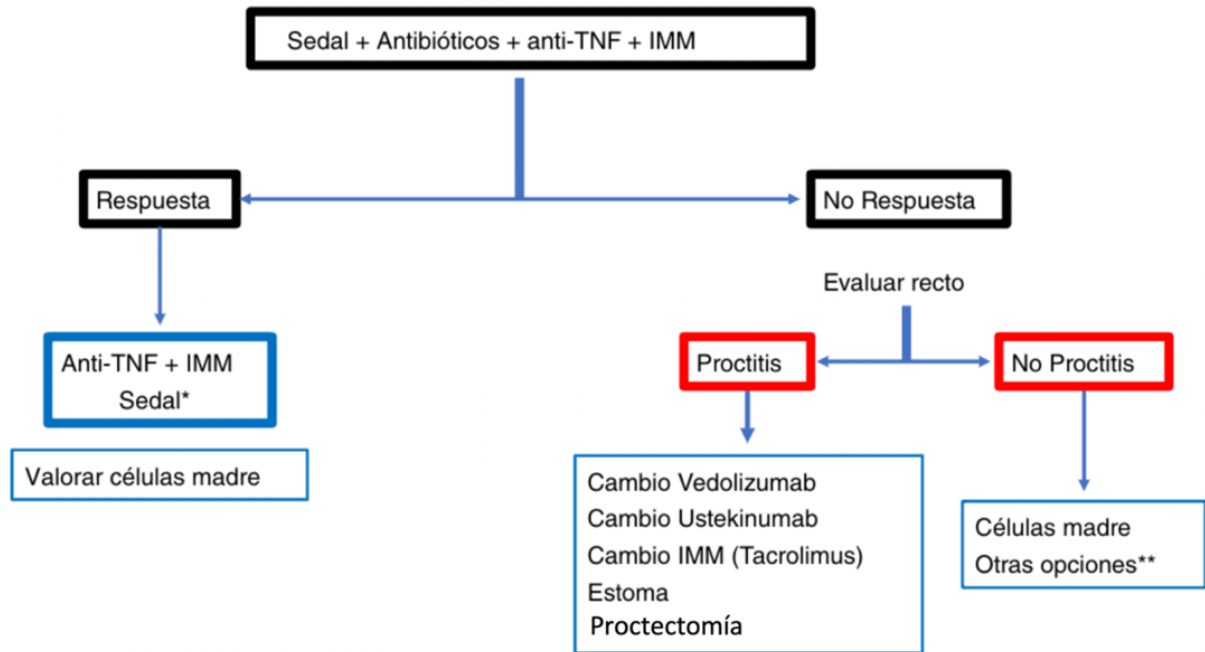 Sedal + Antibióticos + anti-TNF + IMM
Respuesta
No Respuesta
Evaluar recto
Anti-TNF + IMM
Sedal*
Proctitis
No Proctitis
Valorar células madre
Cambio Vedolizumab
Cambio Ustekinumab
Cambio IMM (Tacrolimus)
Estoma
Proctectomía
Células madre
Otras opciones**